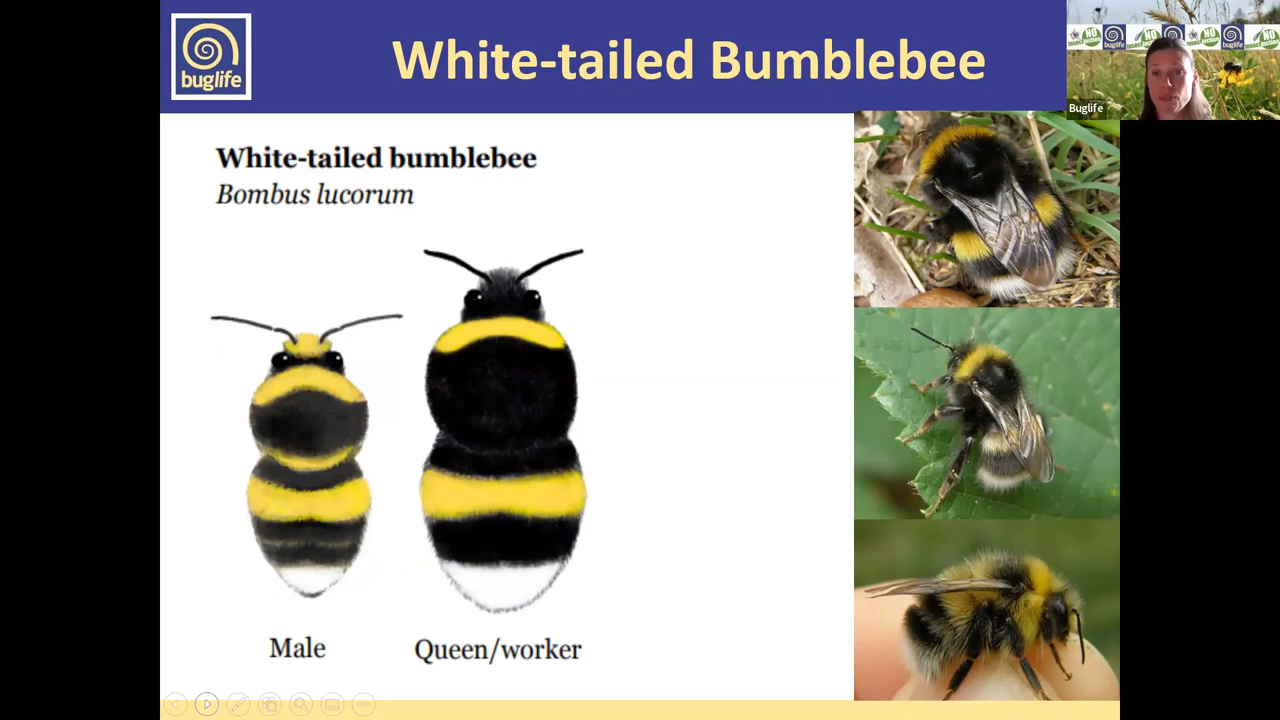 buglife
White-tailed Bumblebee
Buglife
White-tailed bumblebee
Bombus lucorum
Male
Queen/worker